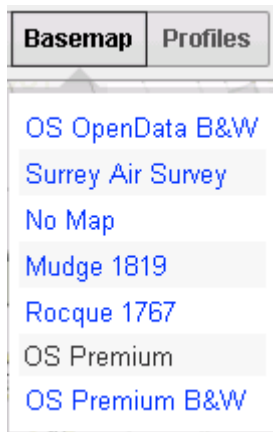 Basemap Profiles
OS OpenData B&W
Surrey Air Survey
No Map
Mudge 1819
Rocque 1767
OS Premium
OS Premium B&W